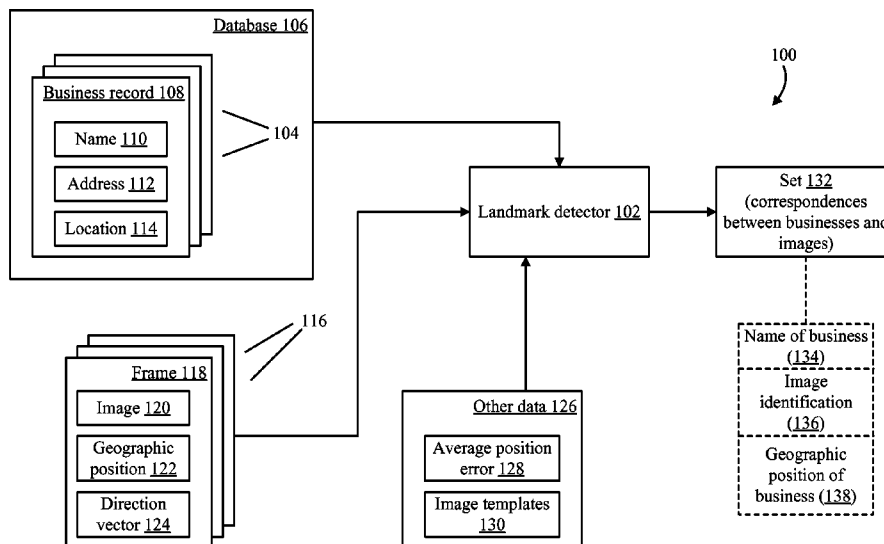 Database 106
Business record 108
Name 110
Address 112
Location 114
104
100
Landmark detector 102
Set 132
(correspondences
between businesses and
images)
116
Frame 118
Image 120
Geographic
position 122
Direction
vector 124
Other data 126
Average position
error 128
Image templates
130
Name of business
(134)
Image
identification
(136)
Geographic
position of
business (138)